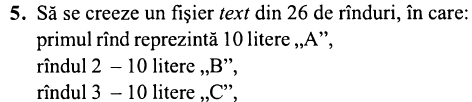 5. Să se creeze un fişier text din 26 de rînduri, în care:
primul rînd reprezintă 10 litere „A”,
rîndul 2 – 10 litere „B”,
rîndul 3 – 10 litere „C”,